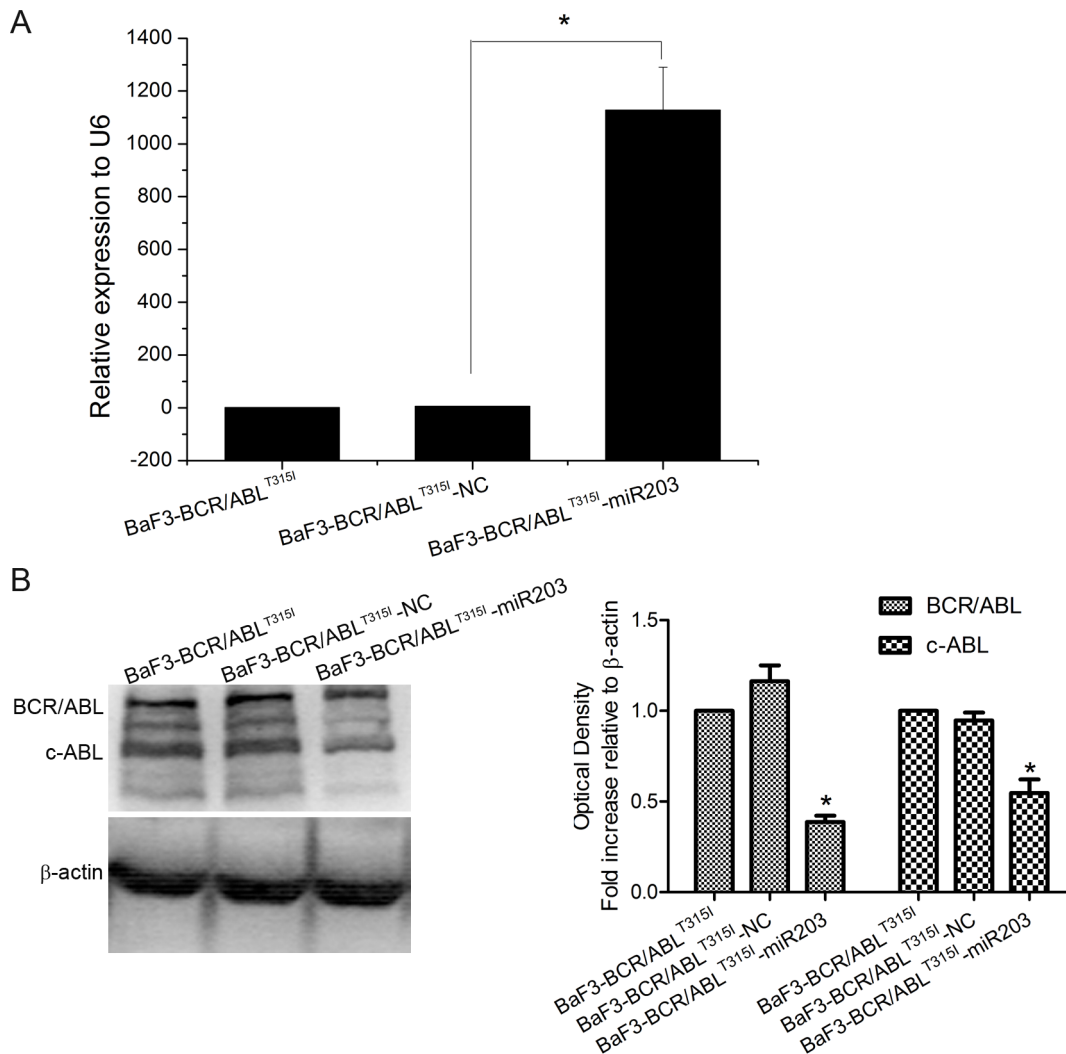 A
*
1400
1200
1000
800
600
400
200
0
-200
Relative expression to U6
BaF3-BCR/ABL^T315I
BaF3-BCR/ABL^T315I-NC
BaF3-BCR/ABL^T315I-miR203
B
BaF3-BCR/ABL^T315I
BaF3-BCR/ABL^T315I-NC
BaF3-BCR/ABL^T315I-miR203
BCR/ABL
c-ABL
β-actin
BCR/ABL
c-ABL
Optical Density
Fold increase relative to β-actin
1.5
1.0
0.5
0.0
*
*
BaF3-BCR/ABL^T315I
BaF3-BCR/ABL^T315I-NC
BaF3-BCR/ABL^T315I-miR203
BaF3-BCR/ABL^T315I
BaF3-BCR/ABL^T315I-NC
BaF3-BCR/ABL^T315I-miR203